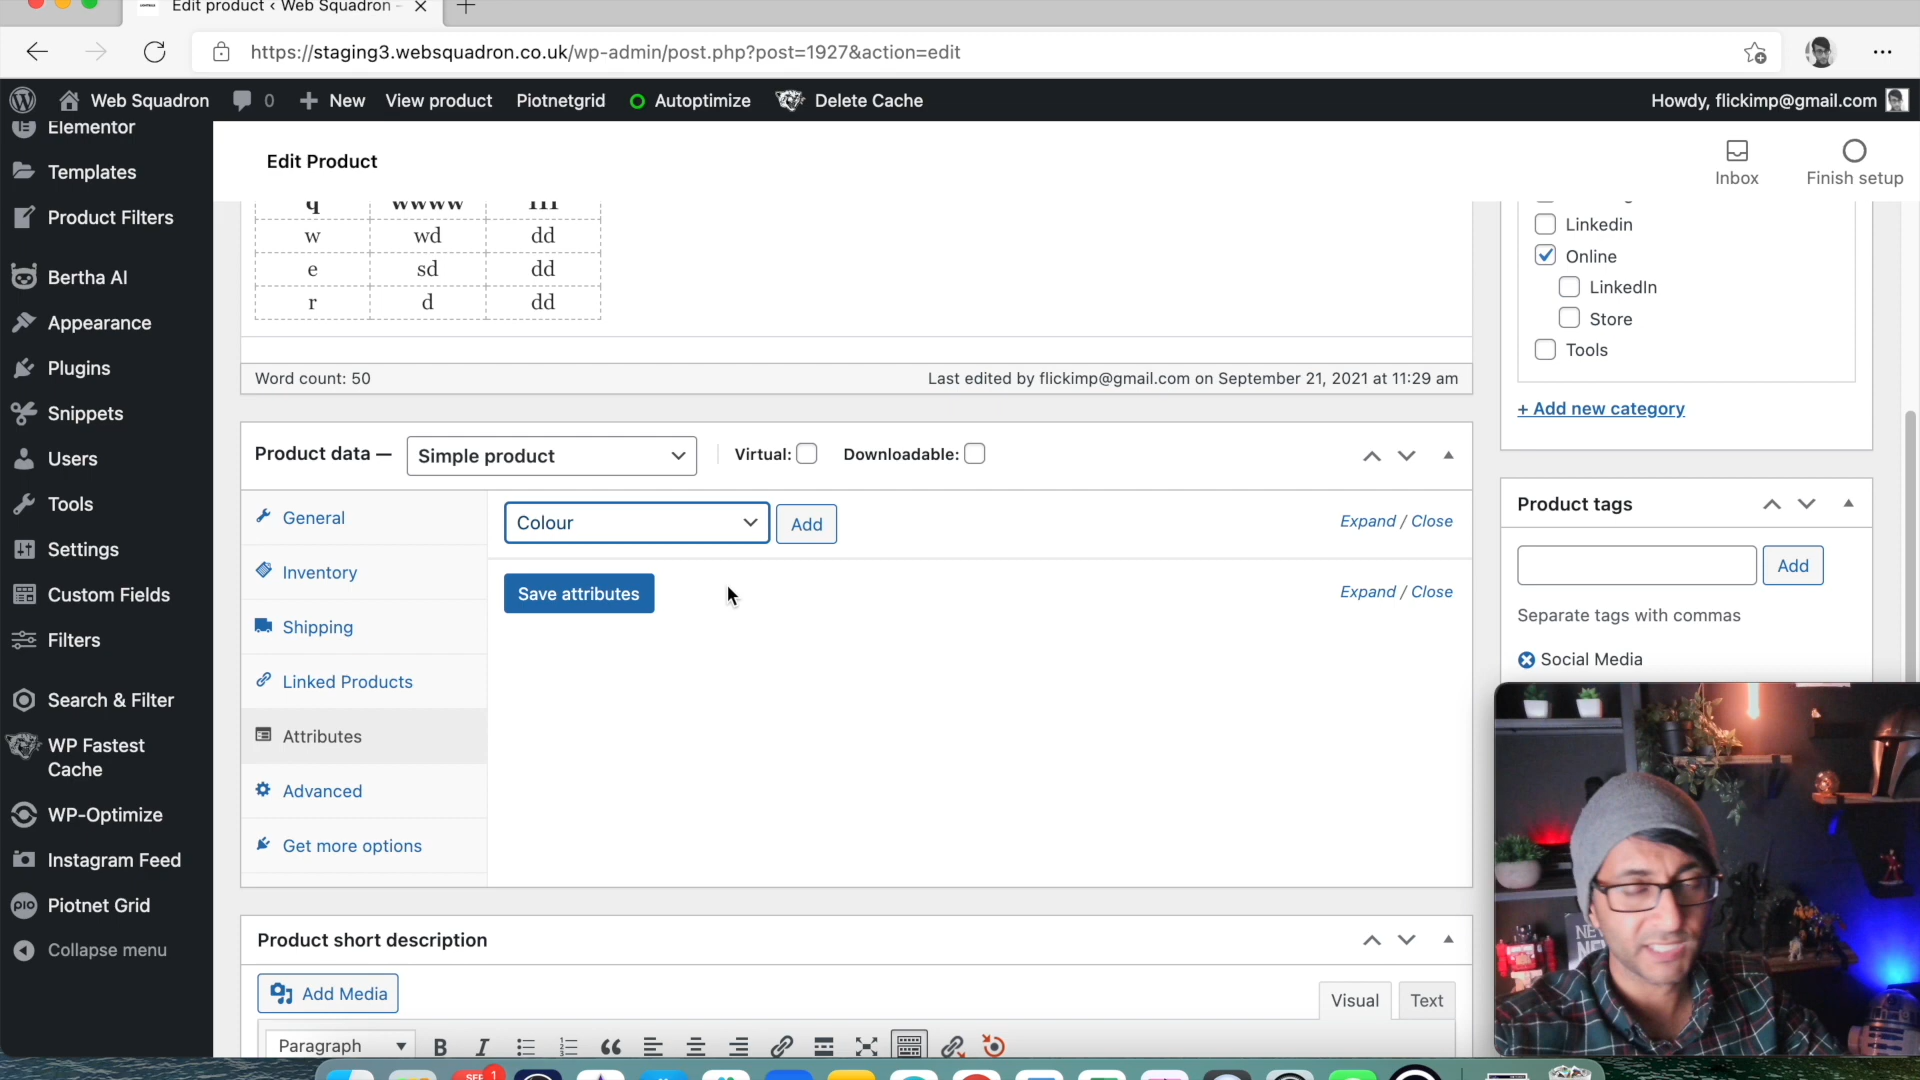 Edit product ‹ Web Squadron -
https://staging3.websquadron.co.uk/wp-admin/post.php?post=1927&action=edit
Web Squadron 0 New View product Piotnetgrid Autoptimize Delete Cache Howdy, flickimp@gmail.com
Elementor
Templates
Product Filters
Bertha AI
Appearance
Plugins
Snippets
Users
Tools
Settings
Custom Fields
Filters
Search & Filter
WP Fastest
Cache
WP-Optimize
Instagram Feed
Piotnet Grid
Collapse menu
Edit Product
Inbox
Finish setup
q wwww
w wd dd
e sd dd
r d dd
Word count: 50
Last edited by flickimp@gmail.com on September 21, 2021 at 11:29 am
Product data —
Simple product
Virtual:
Downloadable:
General
Inventory
Shipping
Linked Products
Attributes
Advanced
Get more options
Colour
Add
Expand / Close
Save attributes
Expand / Close
Product short description
Add Media
Visual Text
Paragraph
Linkedin
Online
LinkedIn
Store
Tools
+ Add new category
Product tags
Add
Separate tags with commas
Social Media
SEP 1